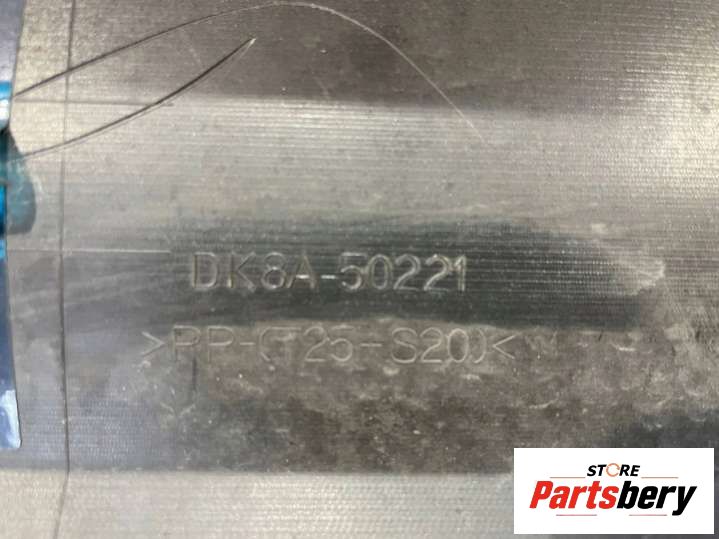 DK8A-50221
>PP-(T25-S20)<
STORE
Partsbery